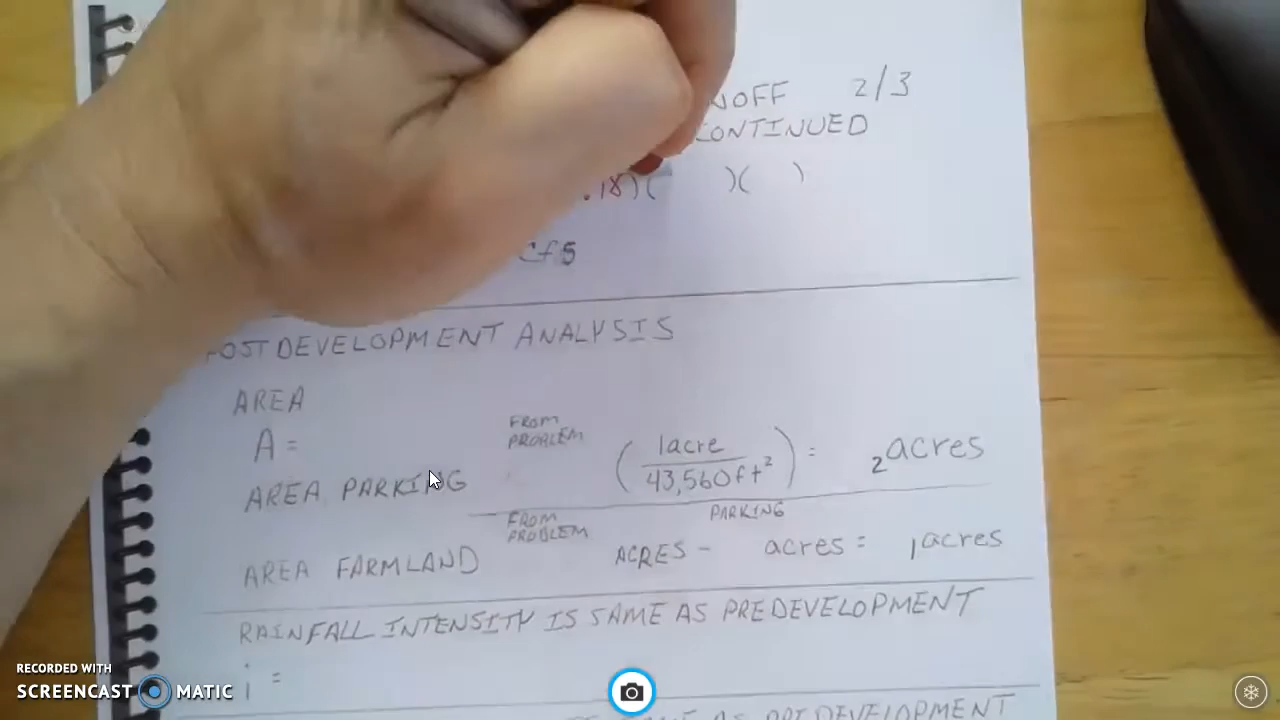 NOFF 2/3
CONTINUED
.18)( )( )
cfs
POST DEVELOPMENT ANALYSIS
AREA
A =
FROM
PROBLEM
(1acre/43,560ft²) = 2acres
AREA PARKING
FROM
PROBLEM
PARKING
AREA FARMLAND ACRES - acres = 1acres
RAINFALL INTENSITY IS SAME AS PREDEVELOPMENT
i =
SAME AS PREDEVELOPMENT
RECORDED WITH
SCREENCAST MATIC